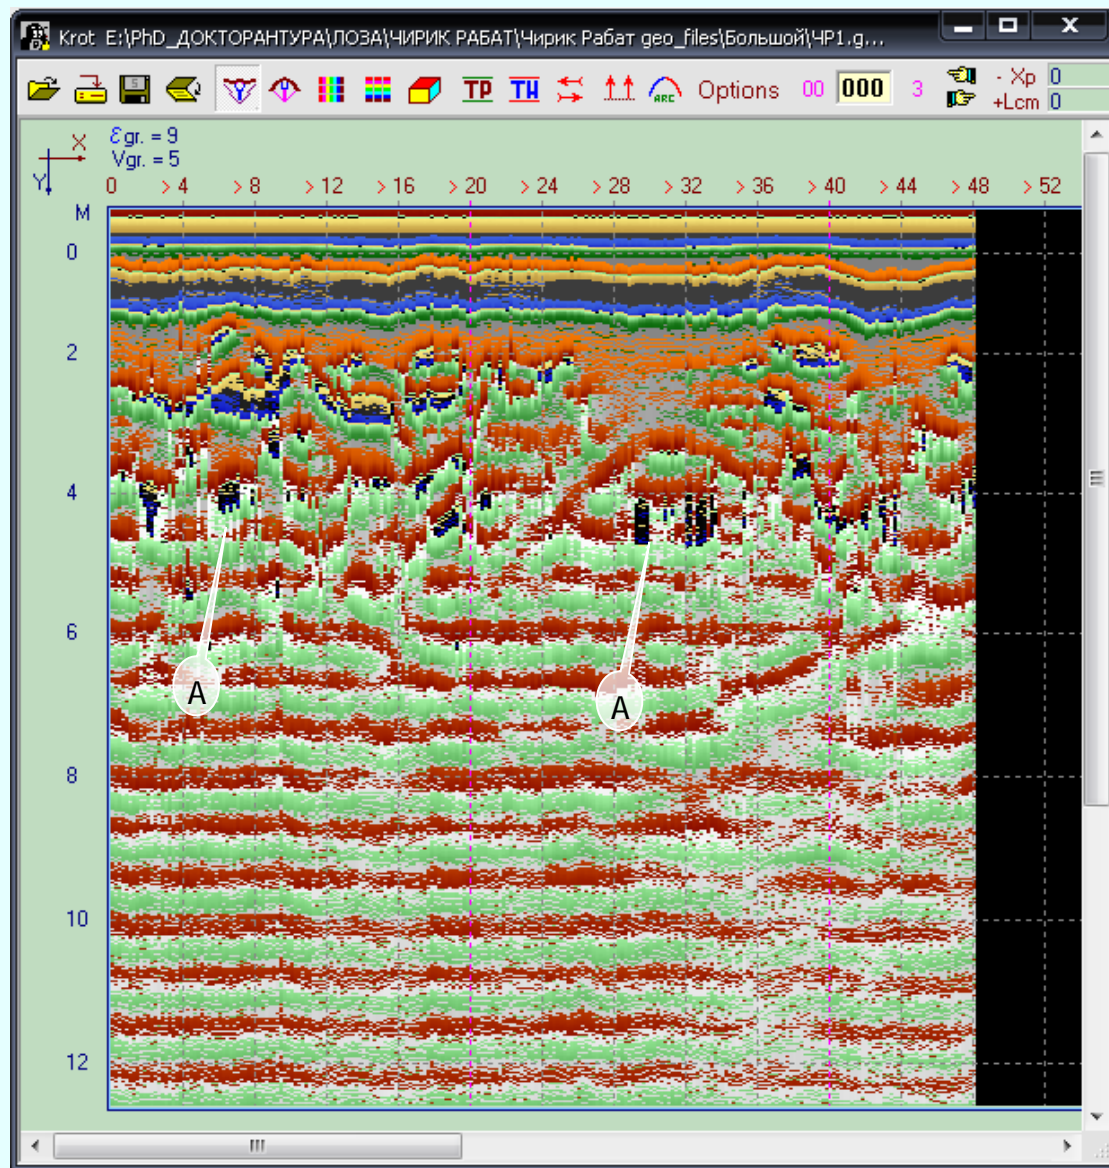 Krot E:\PhD_ДОКТОРАНТУРА\ЛОЗА\ЧИРИК РАБАТ\Чирик Рабат geo_files\Большой\ЧР1.g...
TP TH ARC Options 00 000 3 - Xp 0
+Lcm 0
X Ɛgr. = 9
Y Vgr. = 5
0 >4 >8 >12 >16 >20 >24 >28 >32 >36 >40 >44 >48 >52
M
0
2
4
6
A A
8
10
12